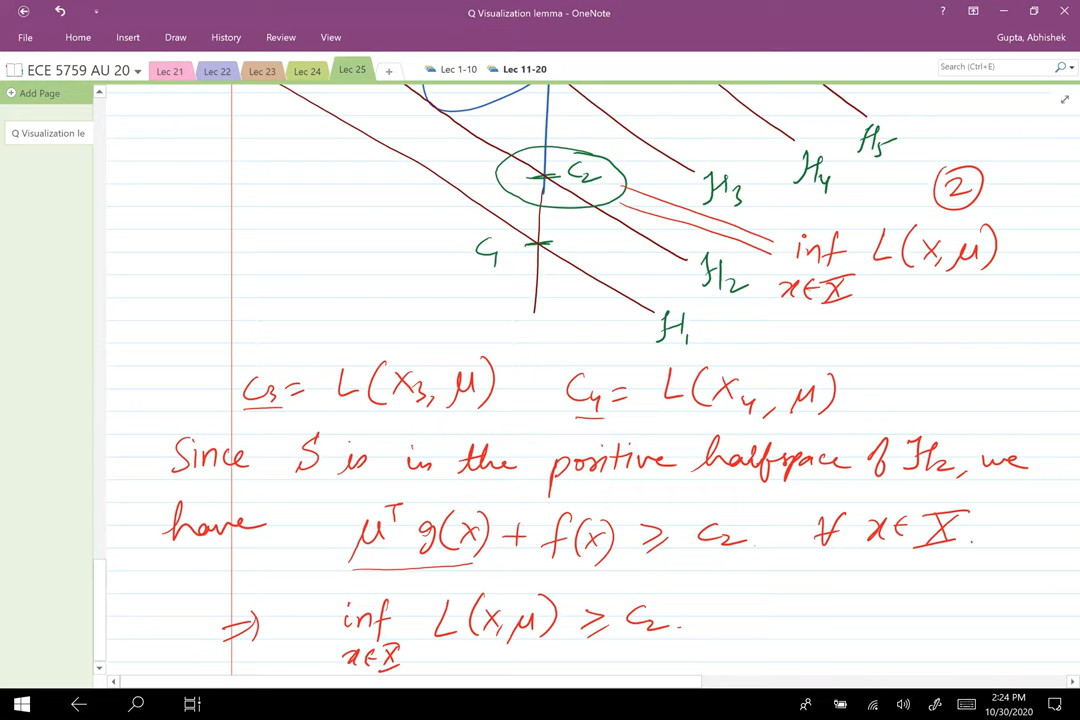 Q Visualization lemma - OneNote
Gupta, Abhishek
File Home Insert Draw History Review View
ECE 5759 AU 20
Lec 21 Lec 22 Lec 23 Lec 24 Lec 25
Lec 1-10 Lec 11-20
Search (Ctrl+E)
Add Page
Q Visualization le
H5
H4
H3
C2
2
inf L(x, μ)
x∈X
C1
H2
H1
C3 = L(x3, μ) C4 = L(x4, μ)
Since S is in the positive halfspace of H2, we
have μ^T g(x) + f(x) ≥ C2. ∀ x∈X.
⇒ inf L(x, μ) ≥ C2.
x∈X
2:24 PM
10/30/2020